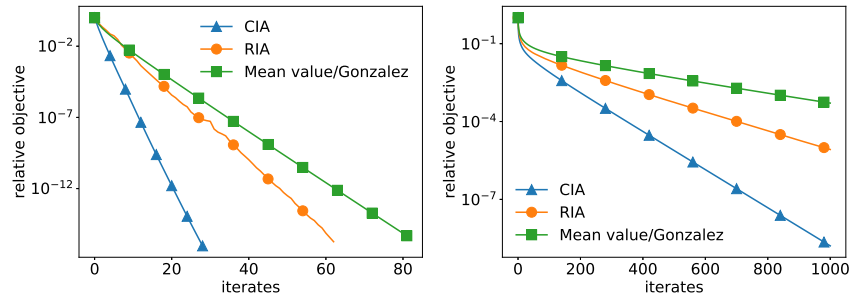 CIA
RIA
Mean value/Gonzalez
10⁻²
10⁻⁷
10⁻¹²
relative objective
0 20 40 60 80
iterates
10⁻¹
10⁻⁴
10⁻⁷
relative objective
CIA
RIA
Mean value/Gonzalez
0 200 400 600 800 1000
iterates